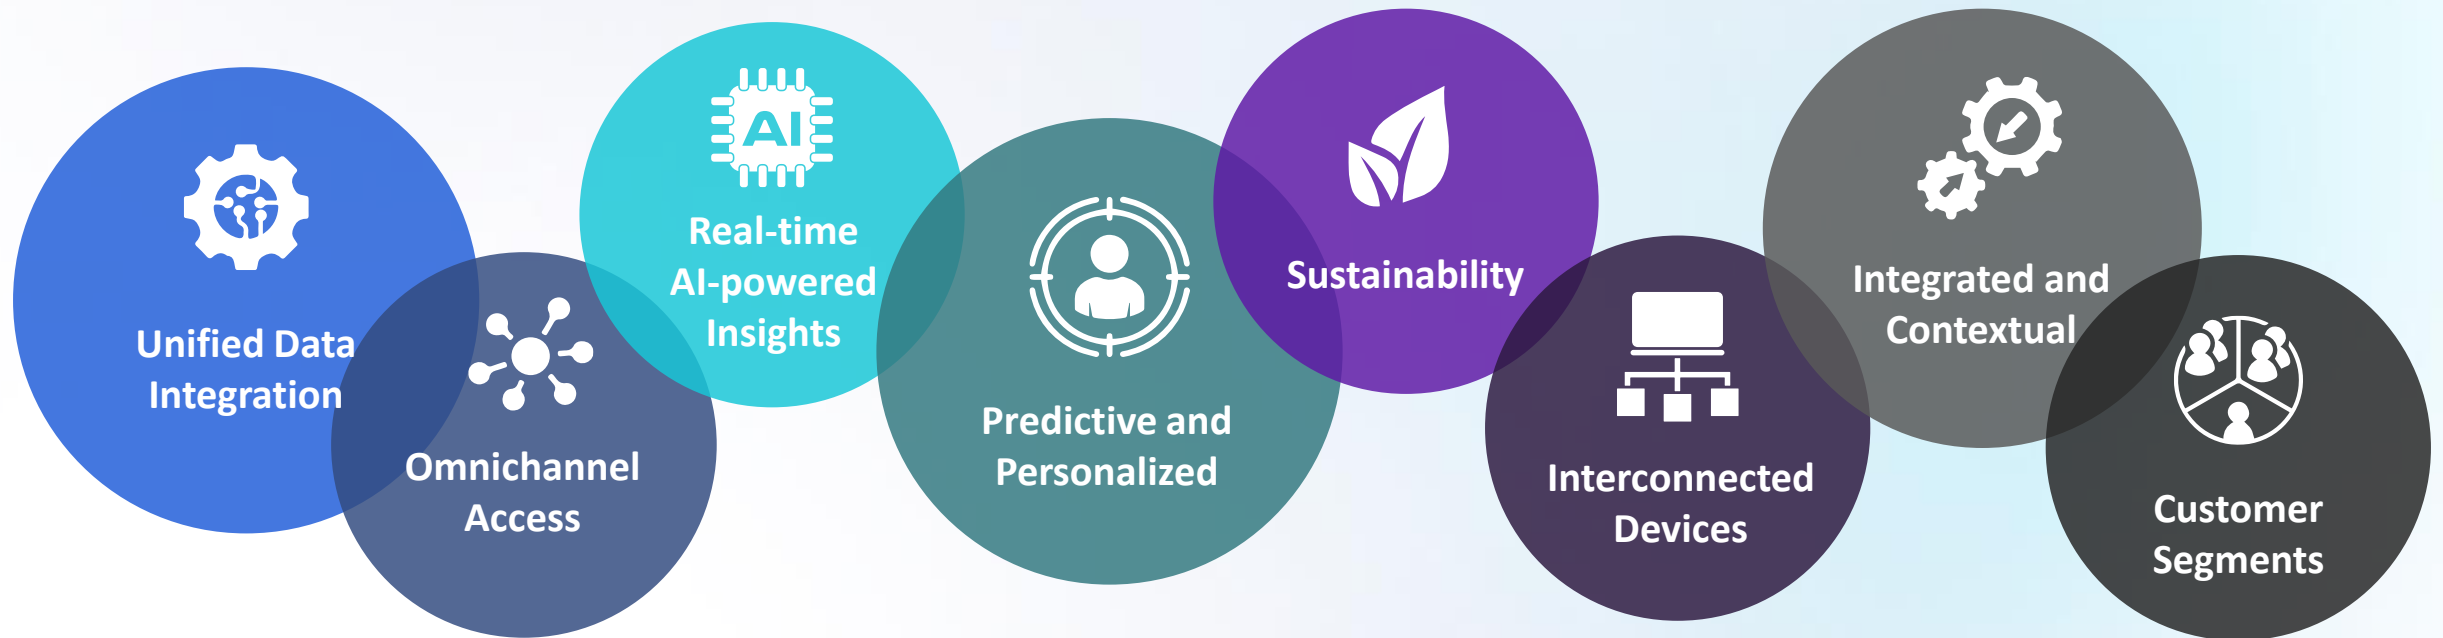 Unified Data
Integration
Omnichannel
Access
AI
Real-time
AI-powered
Insights
Predictive and
Personalized
Sustainability
Interconnected
Devices
Integrated and
Contextual
Customer
Segments